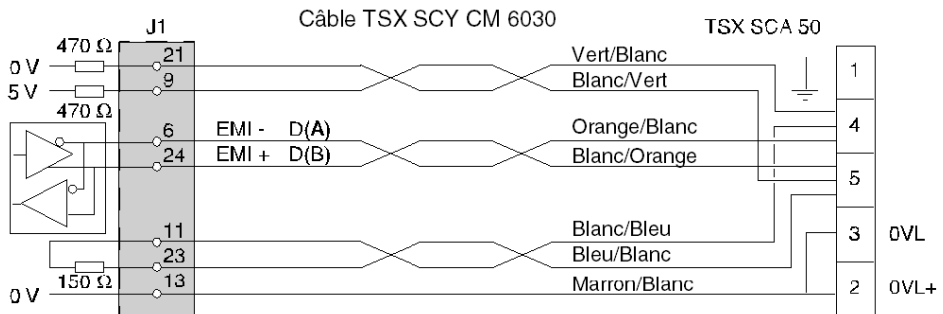 Câble TSX SCY CM 6030
TSX SCA 50
J1
470 Ω
0 V
21
Vert/Blanc
1
5 V
9
Blanc/Vert
470 Ω
6
EMI - D(A)
Orange/Blanc
4
24
EMI + D(B)
Blanc/Orange
5
11
Blanc/Bleu
3
0VL
23
Bleu/Blanc
150 Ω
13
Marron/Blanc
0 V
2
0VL+